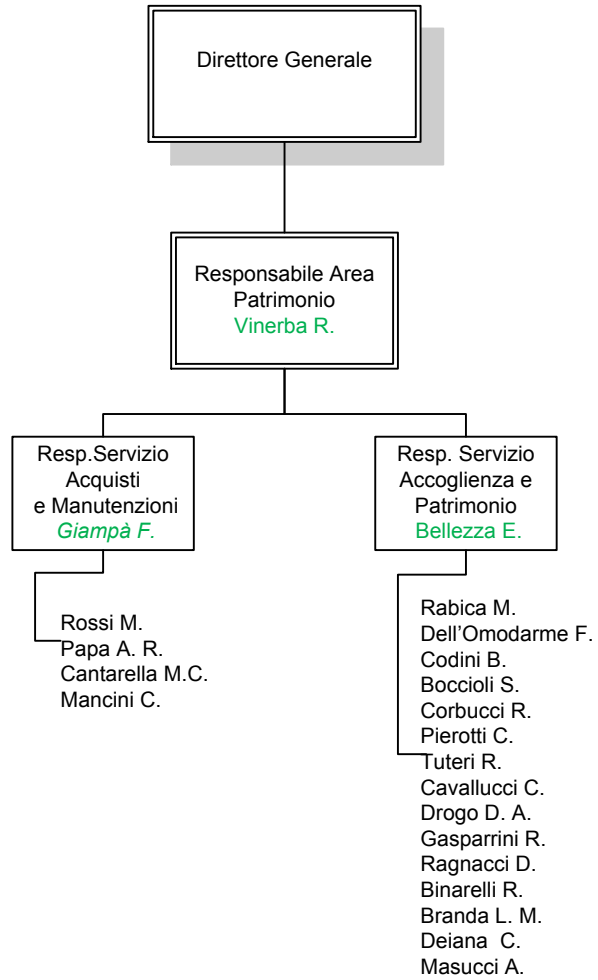 Direttore Generale
Responsabile Area
Patrimonio
Vinerba R.
Resp.Servizio
Acquisti
e Manutenzioni
Giampà F.
Rossi M.
Papa A. R.
Cantarella M.C.
Mancini C.
Resp. Servizio
Accoglienza e
Patrimonio
Bellezza E.
Rabica M.
Dell’Omodarme F.
Codini B.
Boccioli S.
Corbucci R.
Pierotti C.
Tuteri R.
Cavallucci C.
Drogo D. A.
Gasparrini R.
Ragnacci D.
Binarelli R.
Branda L. M.
Deiana C.
Masucci A.